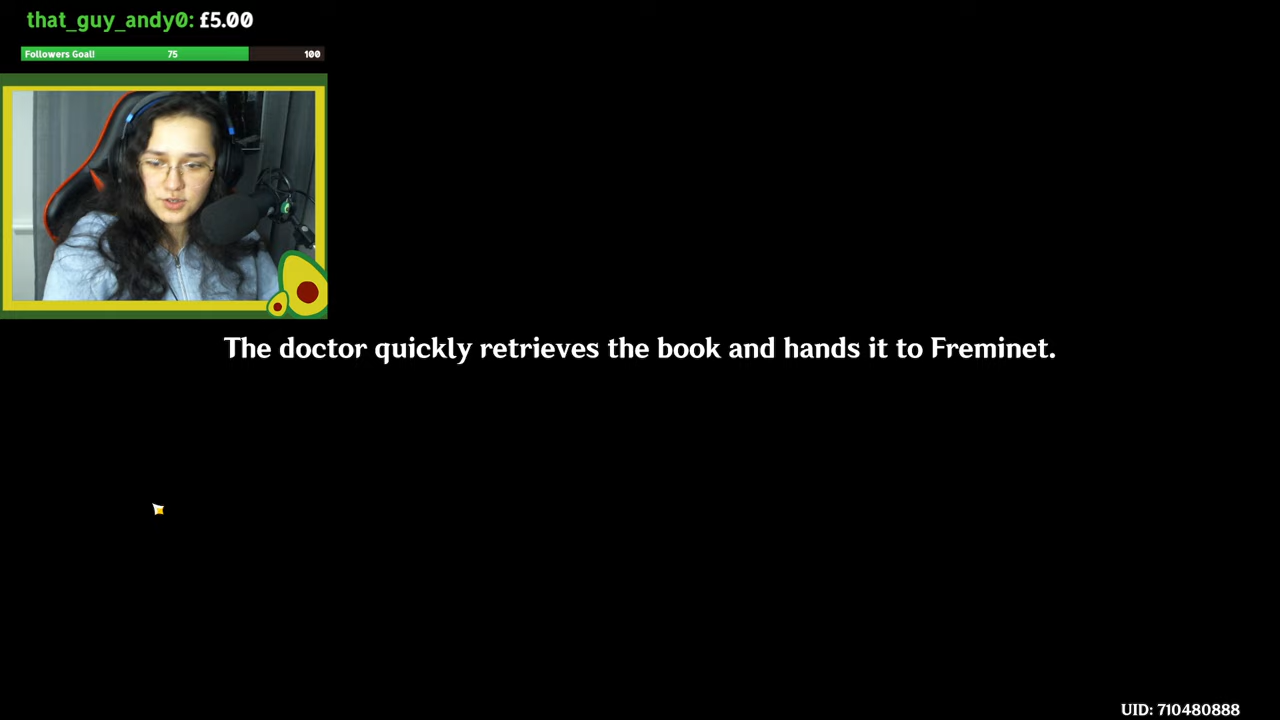 that_guy_andy0: £5.00
Followers Goal! 75 100
The doctor quickly retrieves the book and hands it to Freminet.
UID: 710480888